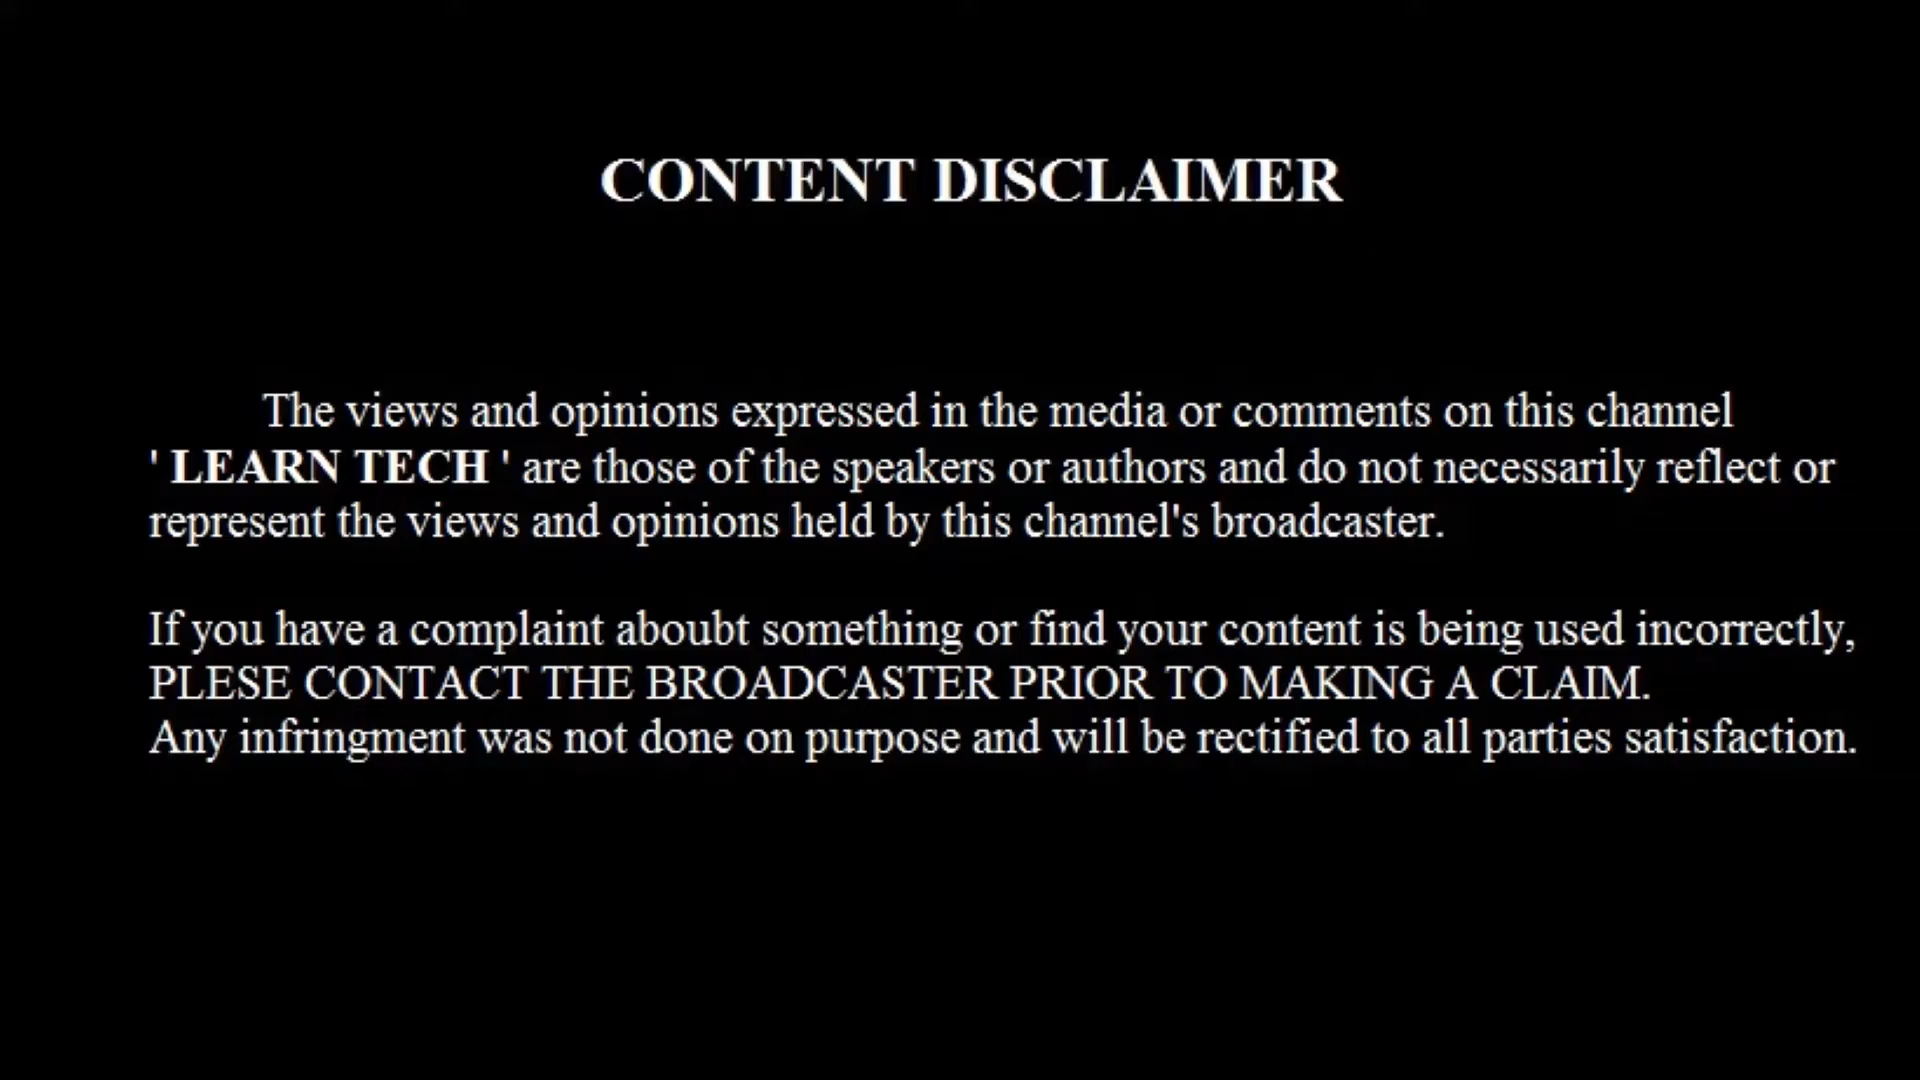 CONTENT DISCLAIMER
The views and opinions expressed in the media or comments on this channel
' LEARN TECH ' are those of the speakers or authors and do not necessarily reflect or
represent the views and opinions held by this channel's broadcaster.
If you have a complaint aboubt something or find your content is being used incorrectly,
PLESE CONTACT THE BROADCASTER PRIOR TO MAKING A CLAIM.
Any infringment was not done on purpose and will be rectified to all parties satisfaction.